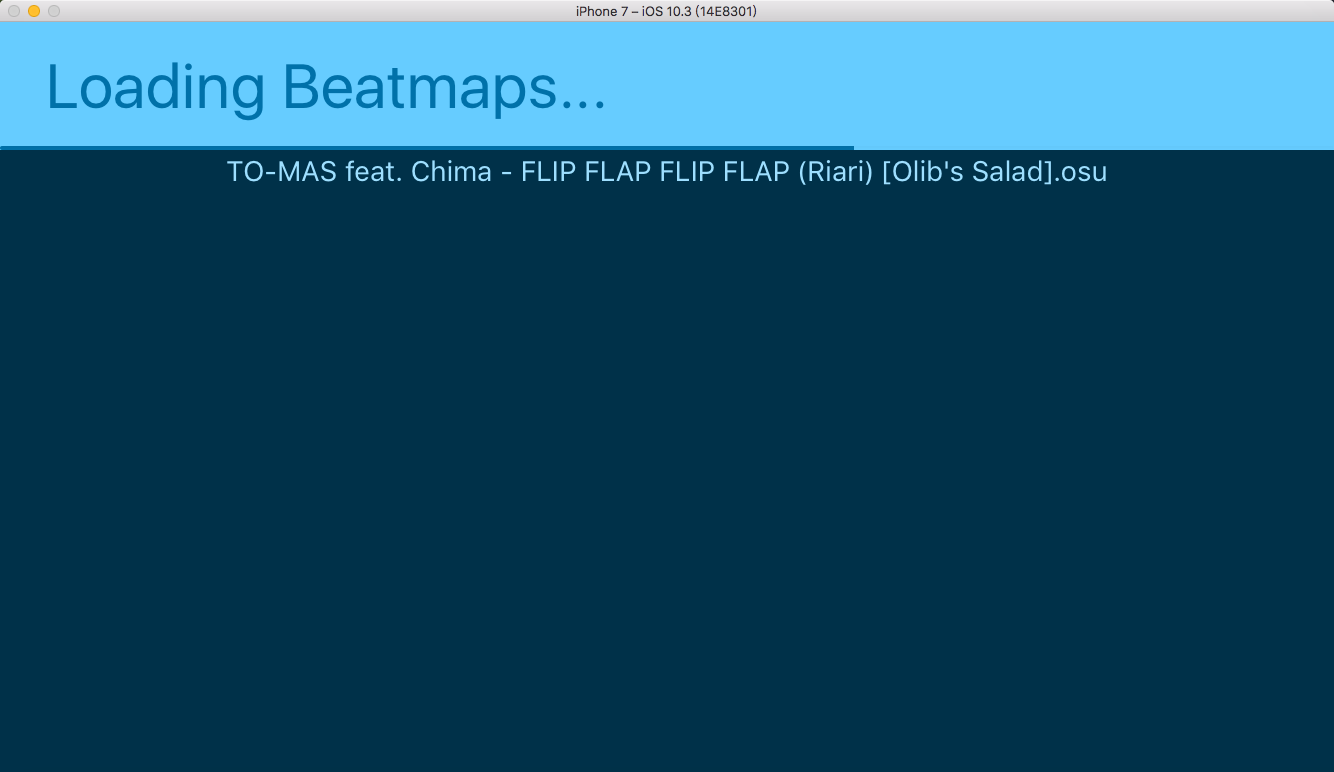 iPhone 7 – iOS 10.3 (14E8301)
Loading Beatmaps...
TO-MAS feat. Chima - FLIP FLAP FLIP FLAP (Riari) [Olib's Salad].osu